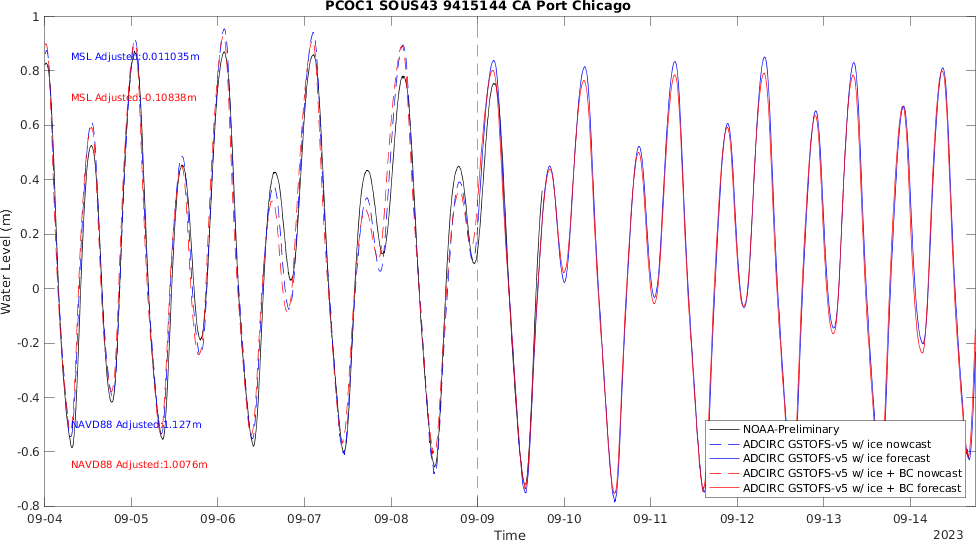 PCOC1 SOUS43 9415144 CA Port Chicago
1
0.8
0.6
0.4
0.2
0
-0.2
-0.4
-0.6
-0.8
Water Level (m)
MSL Adjusted:0.011035m
MSL Adjusted:-0.10838m
NAVD88 Adjusted:1.127m
NAVD88 Adjusted:1.0076m
NOAA-Preliminary
ADCIRC GSTOFS-v5 w/ ice nowcast
ADCIRC GSTOFS-v5 w/ ice forecast
ADCIRC GSTOFS-v5 w/ ice + BC nowcast
ADCIRC GSTOFS-v5 w/ ice + BC forecast
09-04 09-05 09-06 09-07 09-08 09-09 09-10 09-11 09-12 09-13 09-14
Time
2023